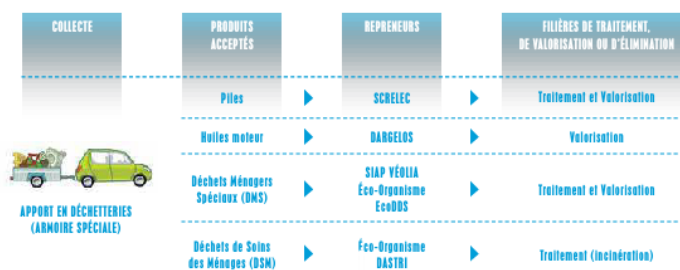 COLLECTE
PRODUITS
ACCEPTÉS
REPRENEURS
FILIÈRES DE TRAITEMENT,
DE VALORISATION OU D'ÉLIMINATION
Piles
SCRELEC
Traitement et Valorisation
Huiles moteur
DARGELOS
Valorisation
APPORT EN DÉCHETTERIES
(ARMOIRE SPÉCIALE)
Déchets Ménagers
Spéciaux (DMS)
SIAP VÉOLIA
Éco-Organisme
EcoDDS
Traitement et Valorisation
Déchets de Soins
des Ménages (DSM)
Éco-Organisme
DASTRI
Traitement (incinération)